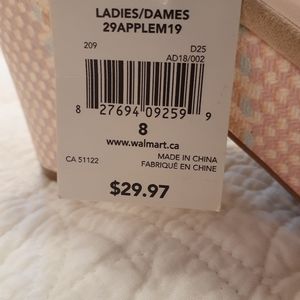 LADIES/DAMES
29APPLEM19
209 D25
AD18/002
8 27694 09259 9
8
www.walmart.ca
CA 51122 MADE IN CHINA
FABRIQUÉ EN CHINE
$29.97